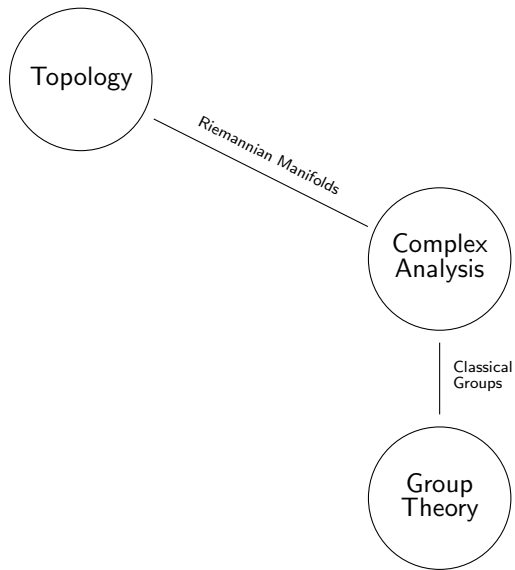 Topology
Riemannian Manifolds
Complex
Analysis
Classical
Groups
Group
Theory